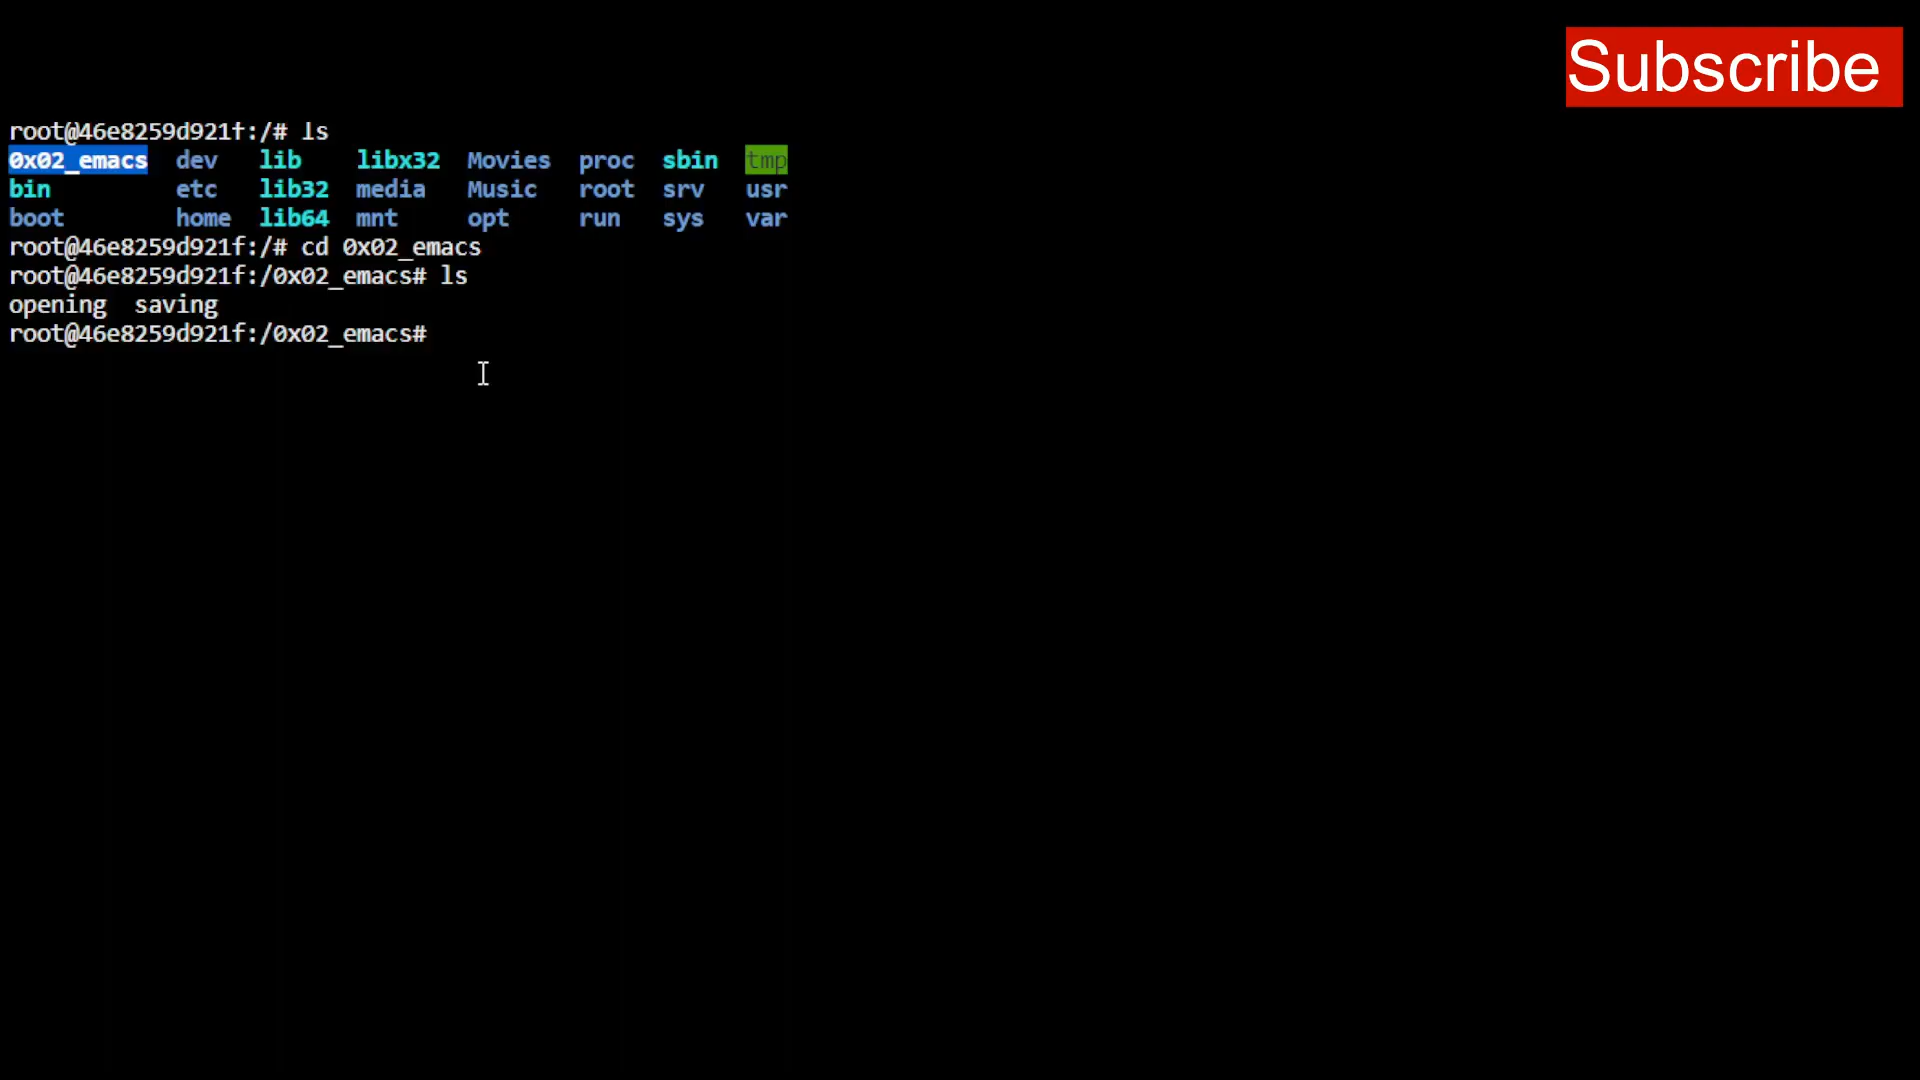 Subscribe
root@46e8259d921f:/# ls
0x02_emacs  dev   lib    libx32  Movies  proc  sbin  tmp
bin         etc   lib32  media   Music   root  srv   usr
boot        home  lib64  mnt     opt     run   sys   var
root@46e8259d921f:/# cd 0x02_emacs
root@46e8259d921f:/0x02_emacs# ls
opening  saving
root@46e8259d921f:/0x02_emacs#